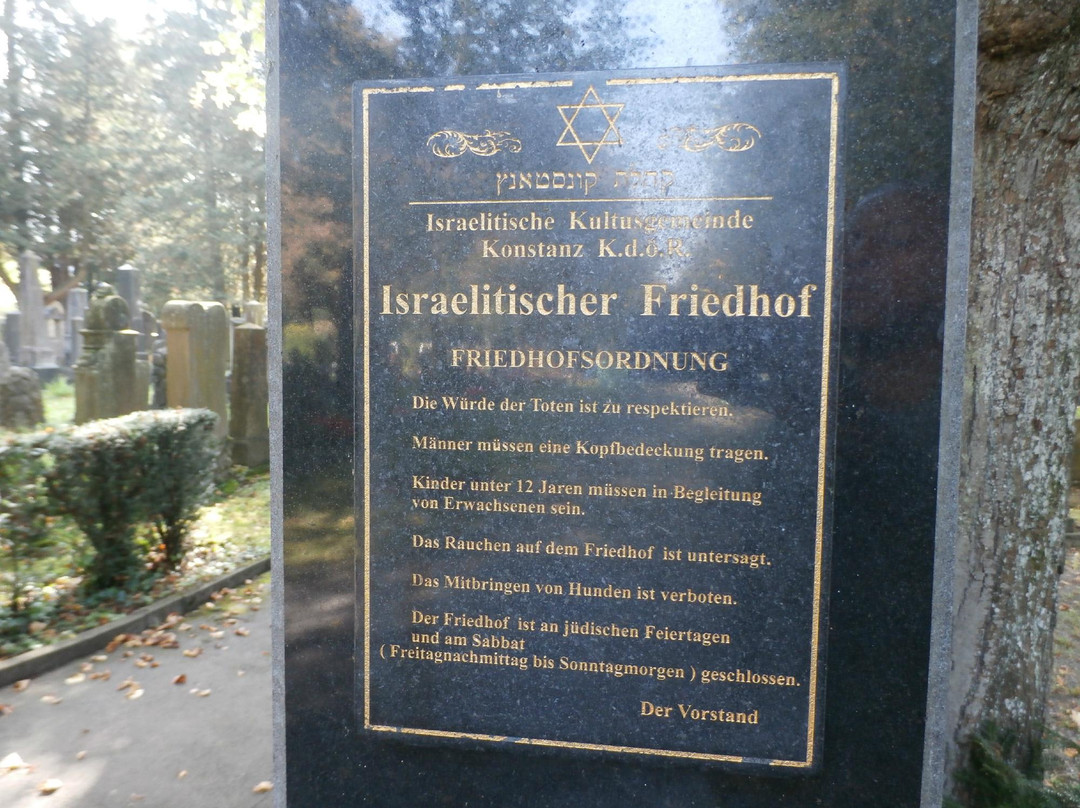 קהלת קונסטאנץ
Israelitische Kultusgemeinde
Konstanz K.d.ö.R.
Israelitischer Friedhof
FRIEDHOFSORDNUNG
Die Würde der Toten ist zu respektieren.
Männer müssen eine Kopfbedeckung tragen.
Kinder unter 12 Jaren müssen in Begleitung
von Erwachsenen sein.
Das Rauchen auf dem Friedhof ist untersagt.
Das Mitbringen von Hunden ist verboten.
Der Friedhof ist an jüdischen Feiertagen
und am Sabbat
( Freitagnachmittag bis Sonntagmorgen ) geschlossen.
Der Vorstand